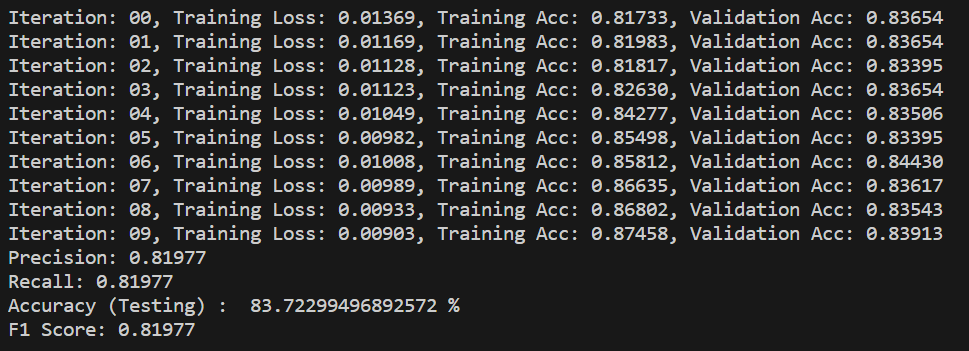 Iteration: 00, Training Loss: 0.01369, Training Acc: 0.81733, Validation Acc: 0.83654
Iteration: 01, Training Loss: 0.01169, Training Acc: 0.81983, Validation Acc: 0.83654
Iteration: 02, Training Loss: 0.01128, Training Acc: 0.81817, Validation Acc: 0.83395
Iteration: 03, Training Loss: 0.01123, Training Acc: 0.82630, Validation Acc: 0.83654
Iteration: 04, Training Loss: 0.01049, Training Acc: 0.84277, Validation Acc: 0.83506
Iteration: 05, Training Loss: 0.00982, Training Acc: 0.85498, Validation Acc: 0.83395
Iteration: 06, Training Loss: 0.01008, Training Acc: 0.85812, Validation Acc: 0.84430
Iteration: 07, Training Loss: 0.00989, Training Acc: 0.86635, Validation Acc: 0.83617
Iteration: 08, Training Loss: 0.00933, Training Acc: 0.86802, Validation Acc: 0.83543
Iteration: 09, Training Loss: 0.00903, Training Acc: 0.87458, Validation Acc: 0.83913
Precision: 0.81977
Recall: 0.81977
Accuracy (Testing) :  83.72299496892572 %
F1 Score: 0.81977